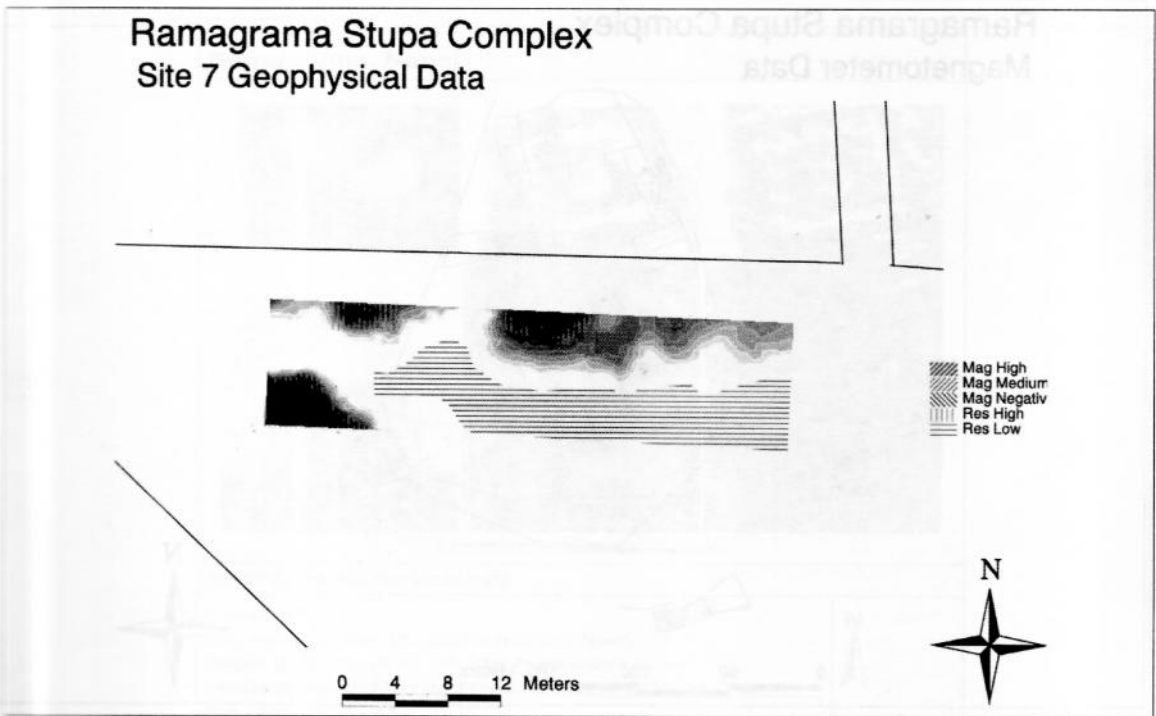 Ramagrama Stupa Complex
Site 7 Geophysical Data
Mag High
Mag Medium
Mag Negativ
Res High
Res Low
N
0 4 8 12 Meters